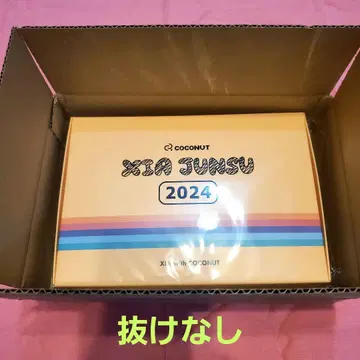 COCONUT
XIA JUNSU
2024
XIA WITH COCONUT
抜けなし